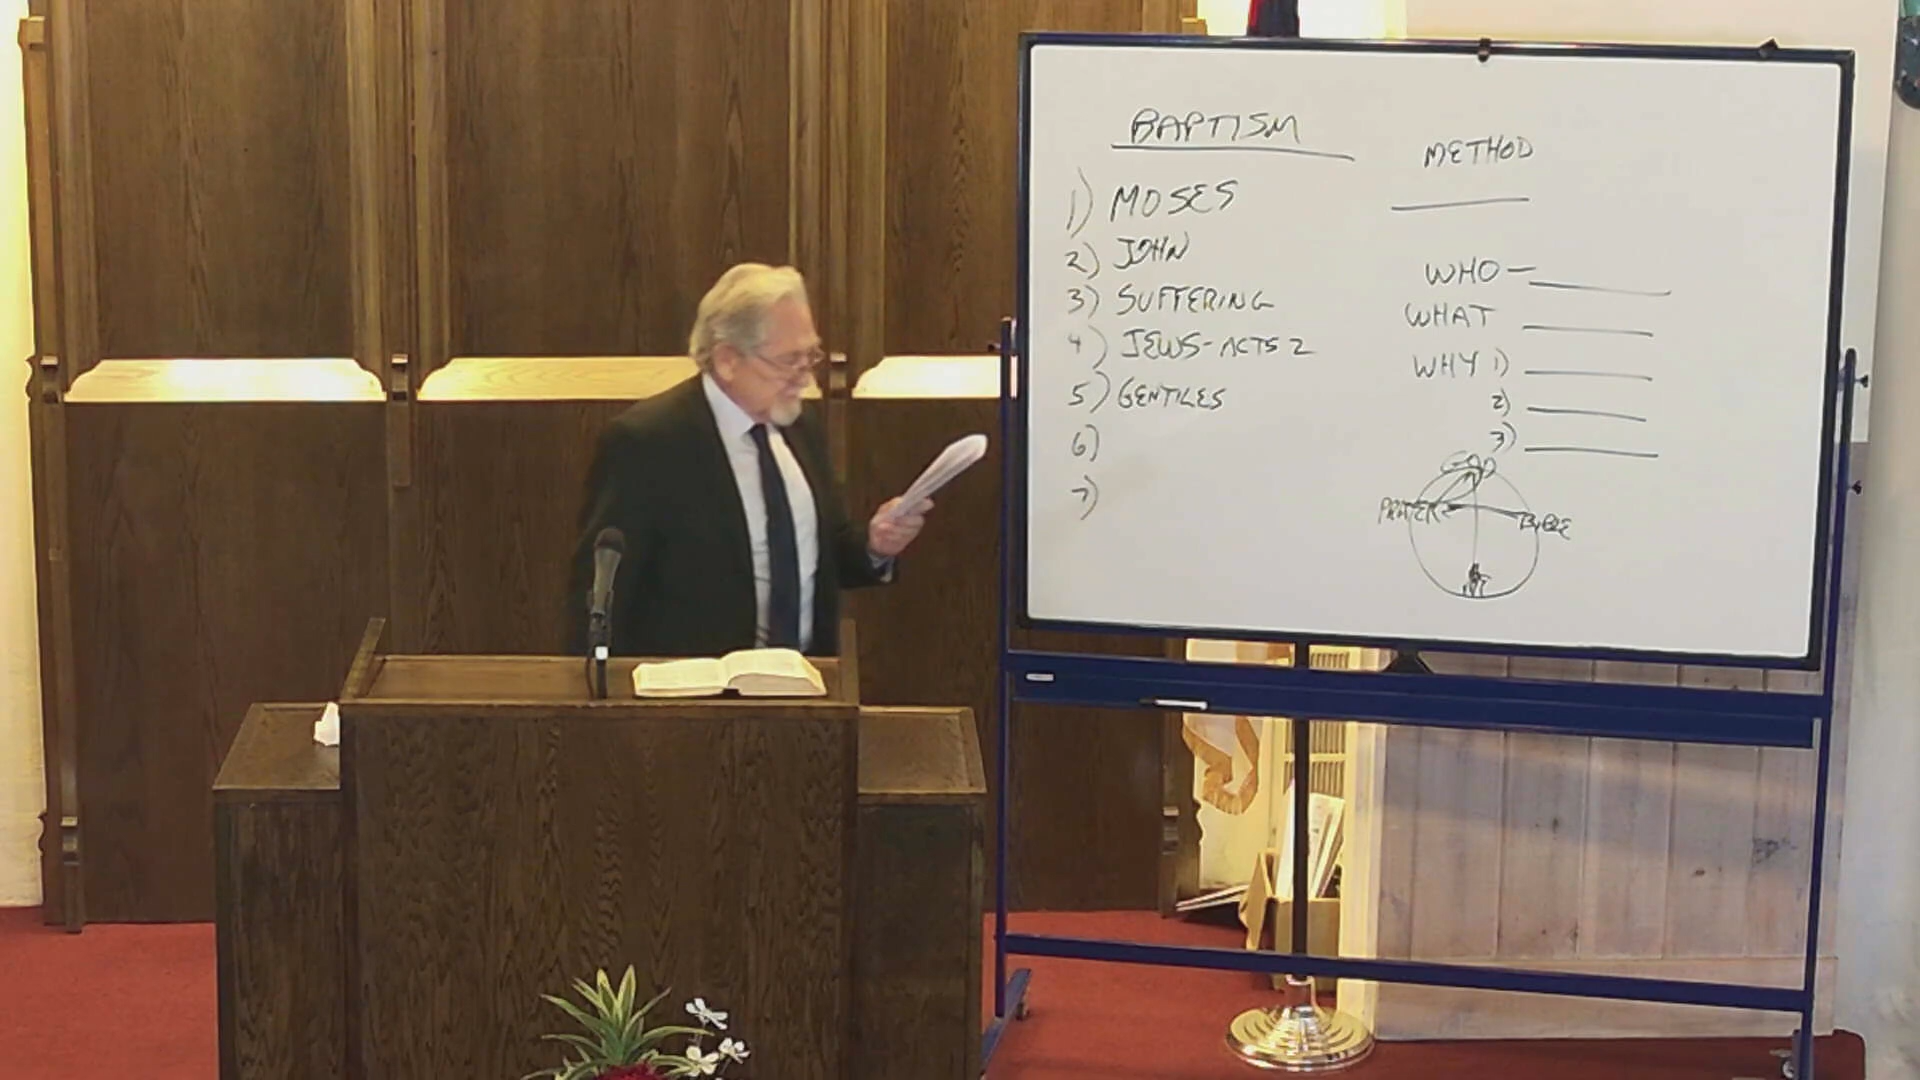 BAPTISM
1) MOSES
2) JOHN
3) SUFFERING
4) JEWS-ACTS 2
5) GENTILES
6)
7)
METHOD
WHO-
WHAT
WHY 1)
2)
3)
GOD
PRAYER
BIBLE